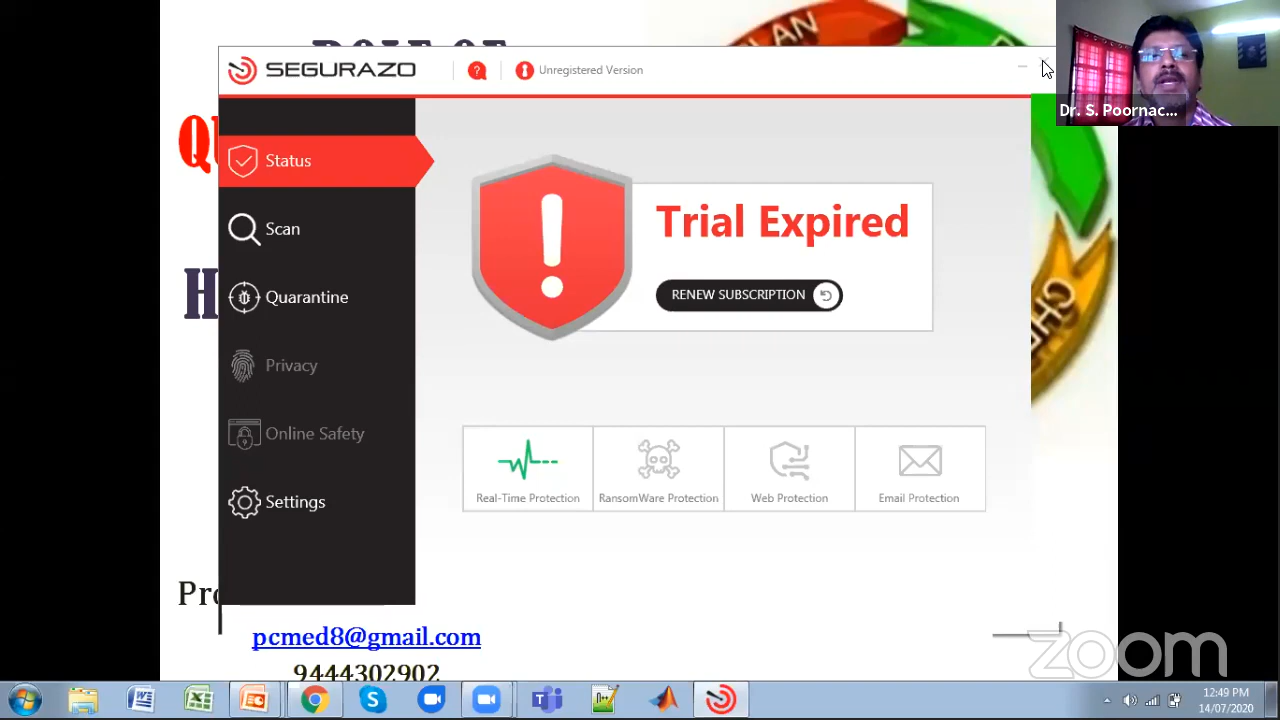 SEGURAZO
Unregistered Version
Dr. S. Poornac...
Status
Trial Expired
Scan
RENEW SUBSCRIPTION
Quarantine
Privacy
Online Safety
Real-Time Protection
RansomWare Protection
Web Protection
Email Protection
Settings
pcmed8@gmail.com
9444302902
zoom
12:49 PM
14/07/2020